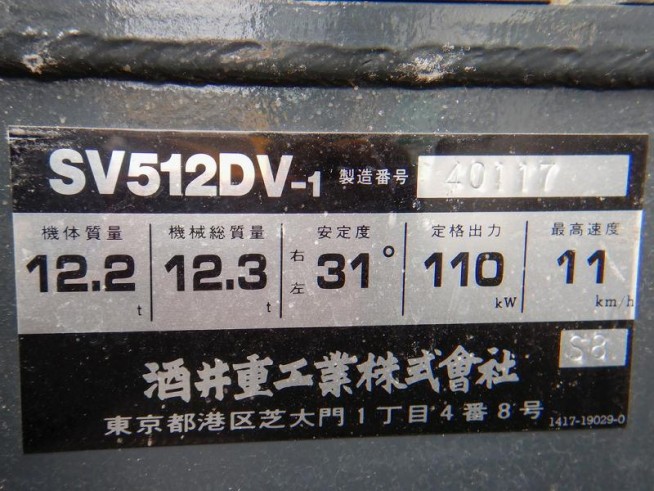 SV512DV-1 製造番号 40117
機体質量 機械総質量 安定度 定格出力 最高速度
12.2 t 12.3 t 右 左 31° 110 kW 11 km/h
S8.
酒井重工業株式會社
東京都港区芝大門1丁目4番8号 1417-19029-0